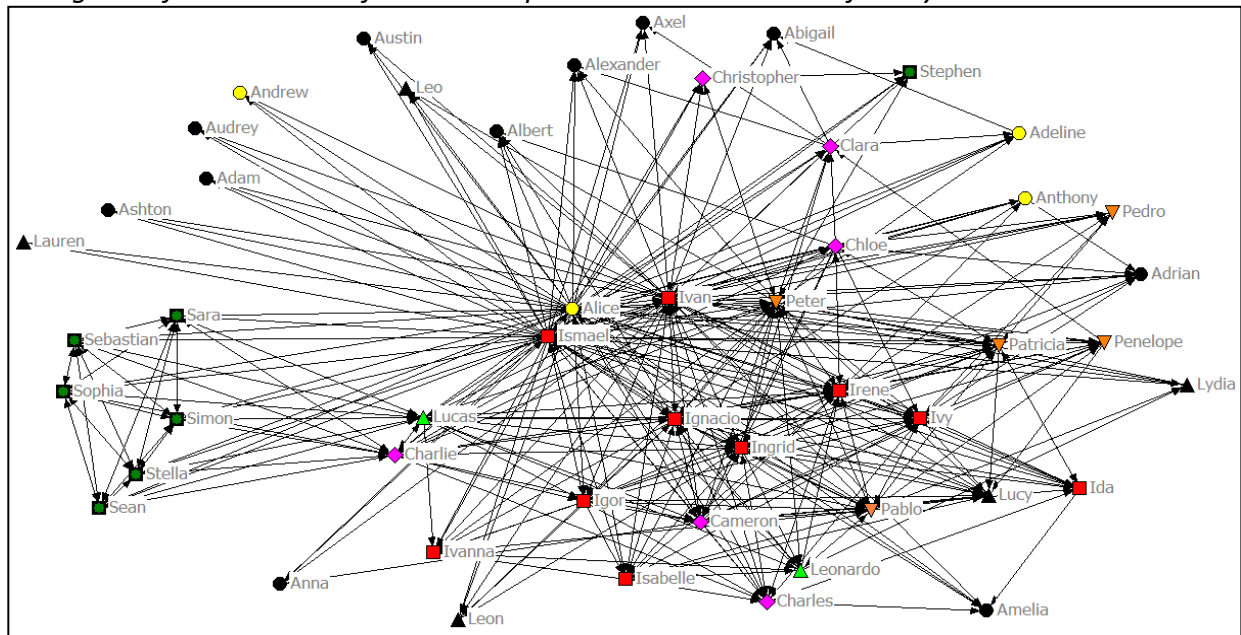 Axel
Austin
Abigail
Alexander
Christopher
Stephen
Andrew
Leo
Audrey
Albert
Adeline
Clara
Adam
Anthony
Ashton
Pedro
Lauren
Chloe
Adrian
Ivan
Peter
Alice
Sara
Ismael
Sebastian
Patricia
Penelope
Lydia
Sophia
Irene
Simon
Lucas
Ignacio
Ivy
Charlie
Ingrid
Stella
Ida
Lucy
Sean
Igor
Pablo
Cameron
Ivanna
Leonardo
Anna
Isabelle
Charles
Amelia
Leon